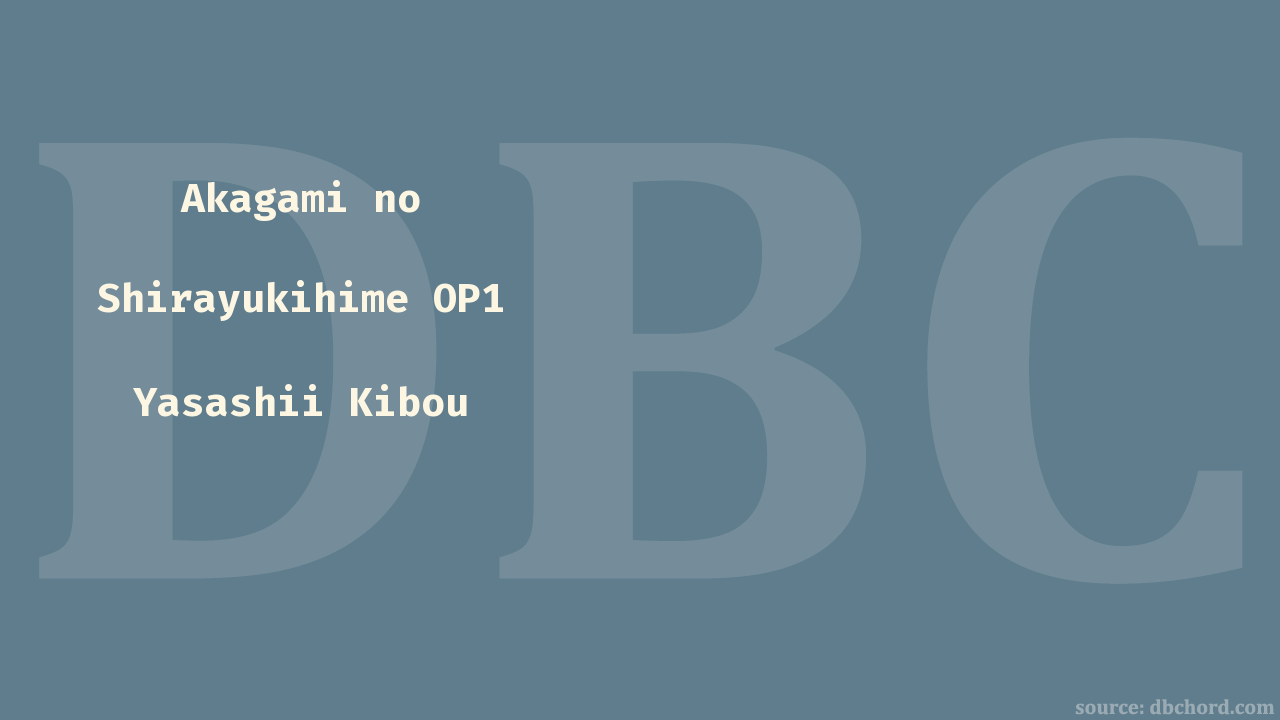 DBC
Akagami no
Shirayukihime OP1
Yasashii Kibou
source: dbchord.com